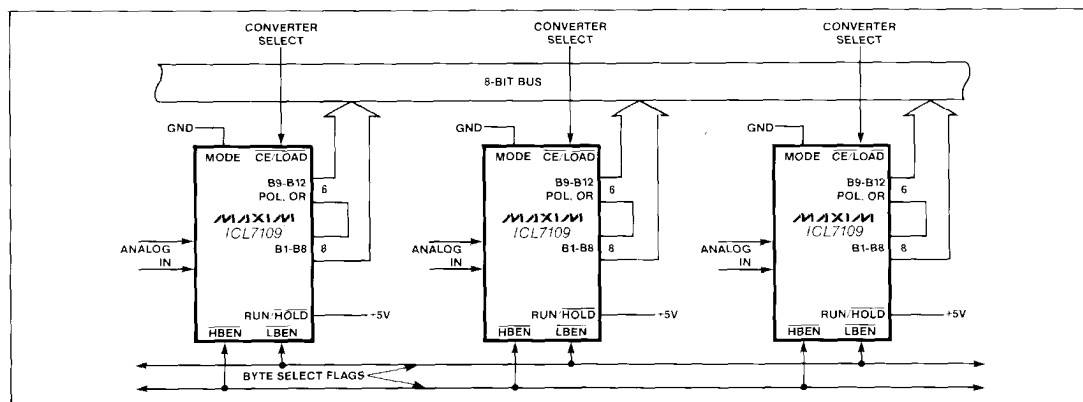 CONVERTER
SELECT
CONVERTER
SELECT
CONVERTER
SELECT
8-BIT BUS
GND
MODE CE/LOAD
B9-B12
POL, OR
6
MAXIM
ICL7109
B1-B8
8
ANALOG
IN
RUN/HOLD
+5V
HBEN LBEN
GND
MODE CE/LOAD
B9-B12
POL, OR
6
MAXIM
ICL7109
B1-B8
8
ANALOG
IN
RUN/HOLD
+5V
HBEN LBEN
GND
MODE CE/LOAD
B9-B12
POL, OR
6
MAXIM
ICL7109
B1-B8
8
ANALOG
IN
RUN/HOLD
+5V
HBEN LBEN
BYTE SELECT FLAGS